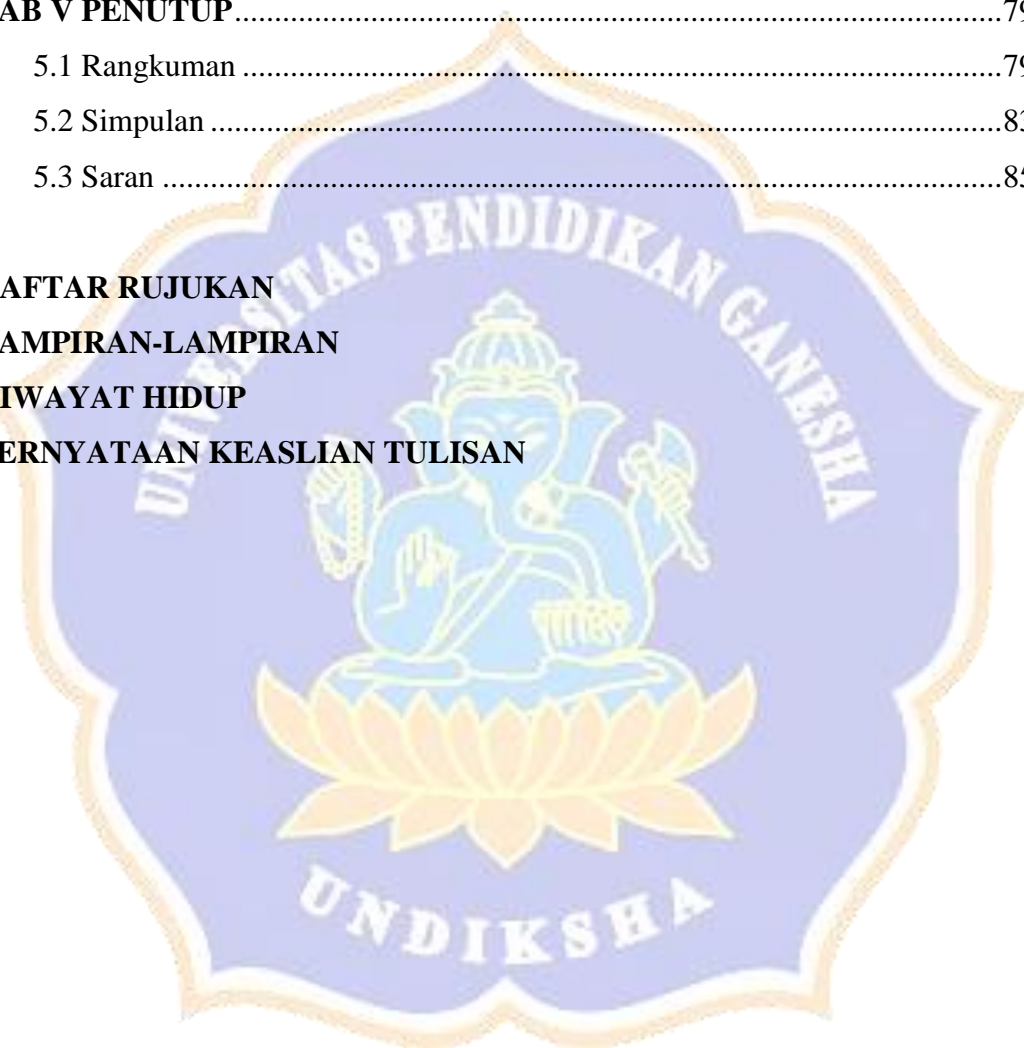 AB V PENUTUP................................................................................................79
5.1 Rangkuman ...............................................................................................79
5.2 Simpulan ...................................................................................................83
5.3 Saran .........................................................................................................85
AFTAR RUJUKAN
AMPIRAN-LAMPIRAN
IWAYAT HIDUP
ERNYATAAN KEASLIAN TULISAN
UNIVERSITAS PENDIDIKAN GANESHA
UNDIKSHA